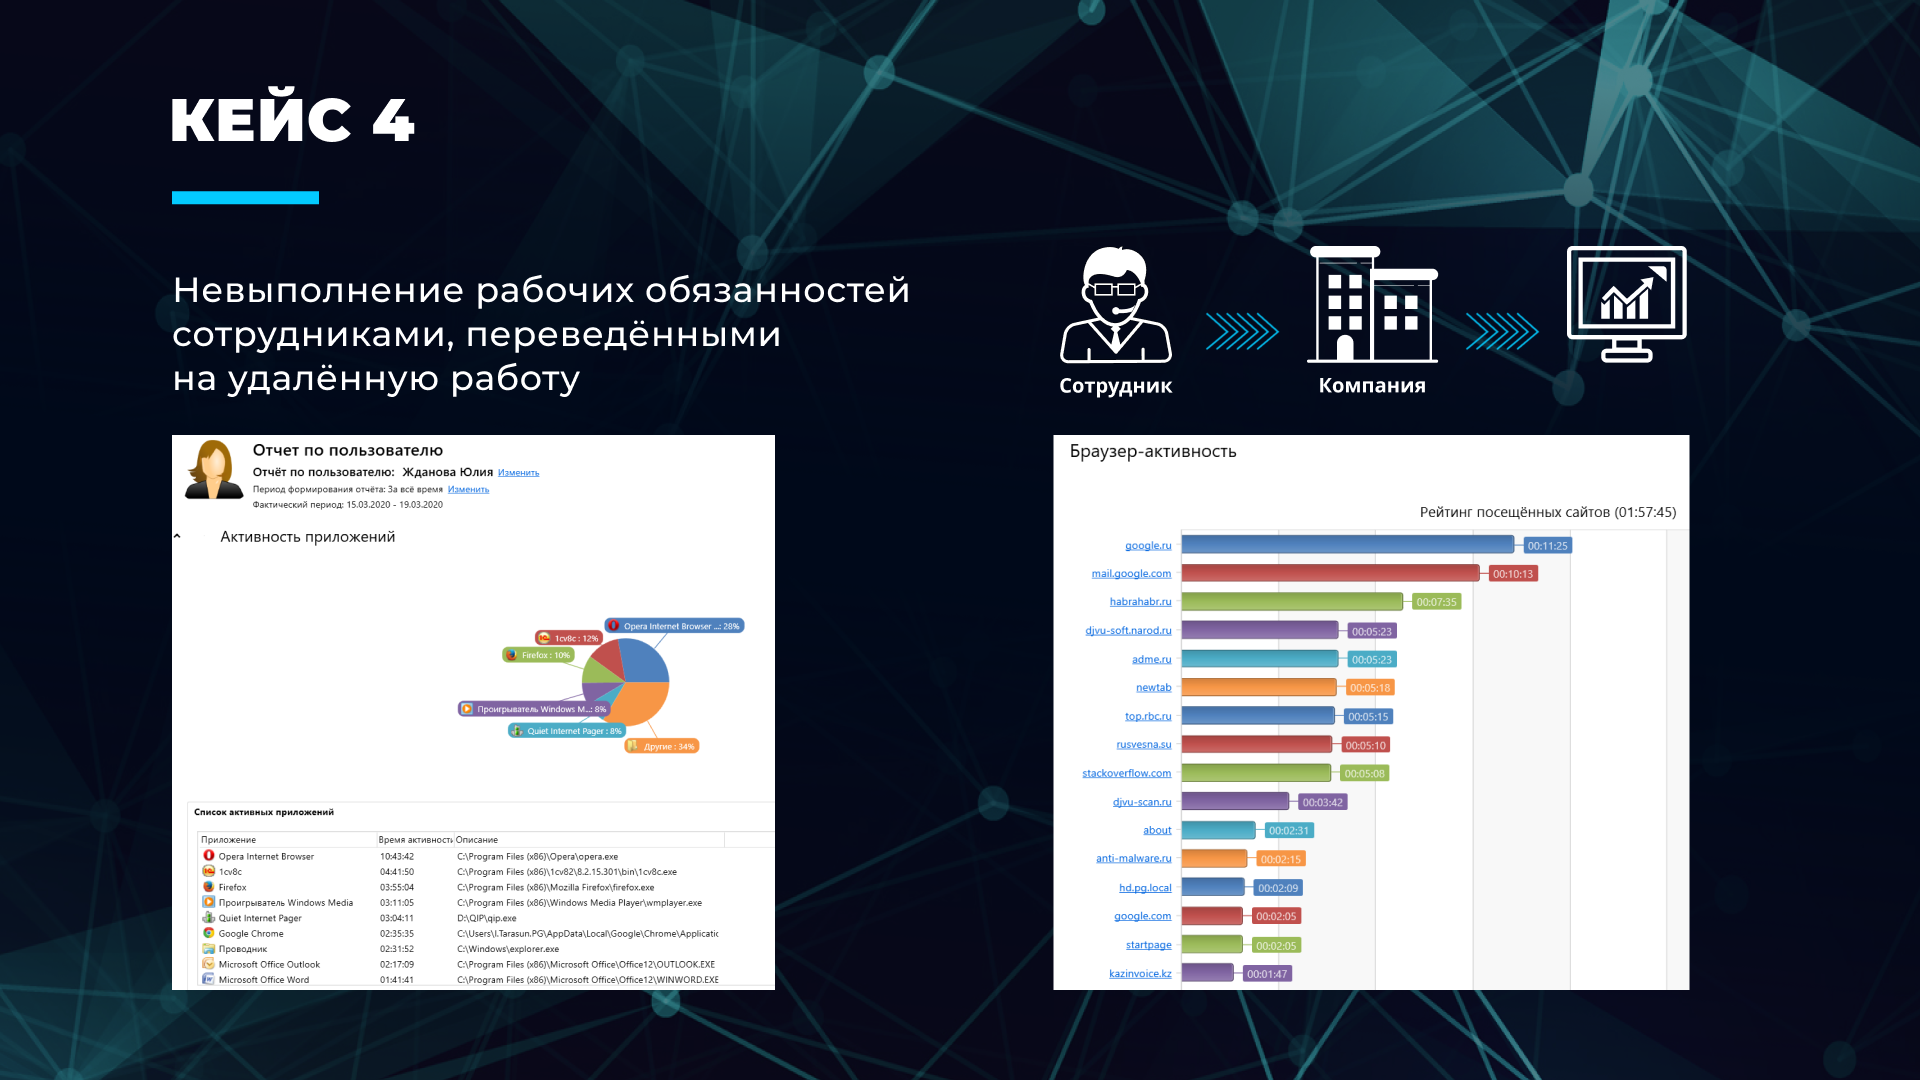 КЕЙС 4
Невыполнение рабочих обязанностей
сотрудниками, переведёнными
на удалённую работу
Сотрудник
Компания
Отчет по пользователю
Отчёт по пользователю: Жданова Юлия Изменить
Период формирования отчёта: За всё время Изменить
Фактический период: 15.03.2020 - 19.03.2020
Активность приложений
Opera Internet Browser ...: 28%
1cv8c : 12%
Firefox : 10%
Проигрыватель Windows M...: 8%
Quiet Internet Pager : 8%
Другие : 34%
Список активных приложений
Приложение Время активности Описание
Opera Internet Browser 10:43:42 C:\Program Files (x86)\Opera\opera.exe
1cv8c 04:41:50 C:\Program Files (x86)\1cv82\8.2.15.301\bin\1cv8c.exe
Firefox 03:55:04 C:\Program Files (x86)\Mozilla Firefox\firefox.exe
Проигрыватель Windows Media 03:11:05 C:\Program Files (x86)\Windows Media Player\wmplayer.exe
Quiet Internet Pager 03:04:11 D:\QIP\qip.exe
Google Chrome 02:35:35 C:\Users\I.Tarasun.PG\AppData\Local\Google\Chrome\Applicatic
Проводник 02:31:52 C:\Windows\explorer.exe
Microsoft Office Outlook 02:17:09 C:\Program Files (x86)\Microsoft Office\Office12\OUTLOOK.EXE
Microsoft Office Word 01:41:41 C:\Program Files (x86)\Microsoft Office\Office12\WINWORD.EXE
Браузер-активность
Рейтинг посещённых сайтов (01:57:45)
google.ru 00:11:25
mail.google.com 00:10:13
habrahabr.ru 00:07:35
djvu-soft.narod.ru 00:05:23
adme.ru 00:05:23
newtab 00:05:18
top.rbc.ru 00:05:15
rusvesna.su 00:05:10
stackoverflow.com 00:05:08
djvu-scan.ru 00:03:42
about 00:02:31
anti-malware.ru 00:02:15
hd.pg.local 00:02:09
google.com 00:02:05
startpage 00:02:05
kazinvoice.kz 00:01:47